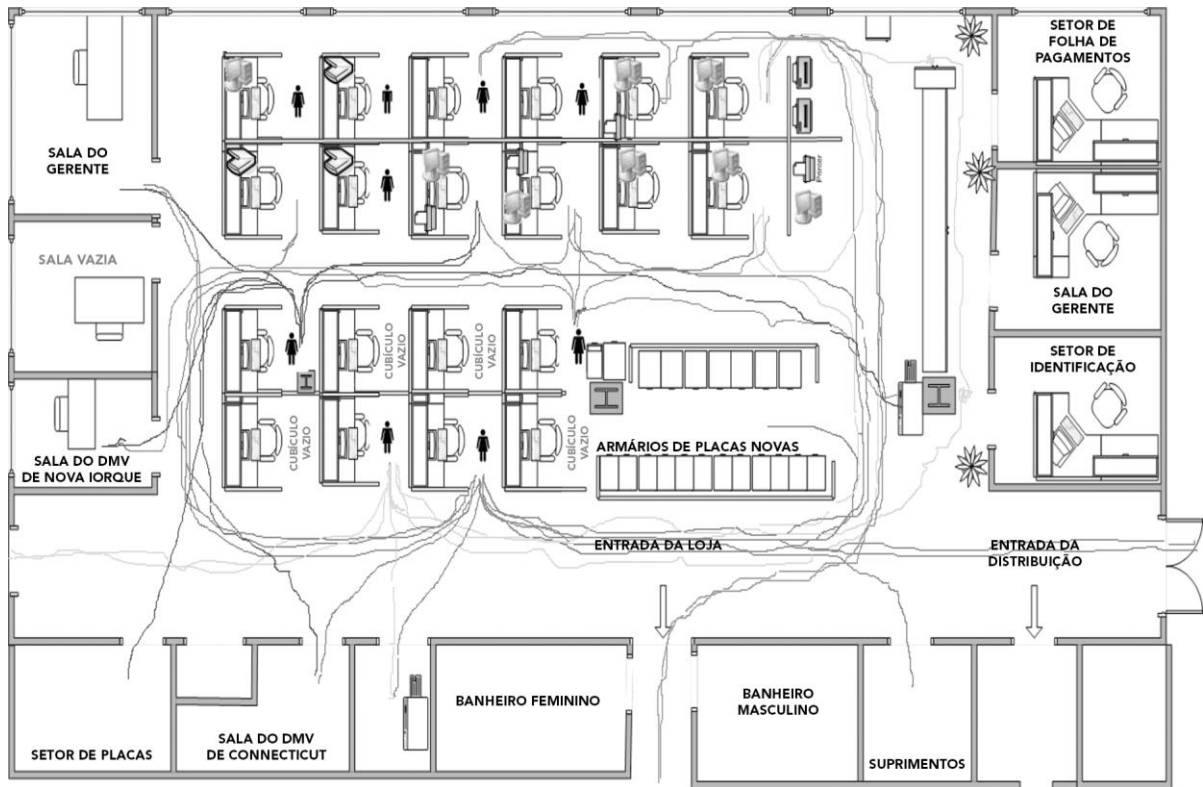 SETOR DE
FOLHA DE
PAGAMENTOS
SALA DO
GERENTE
Printer
SALA VAZIA
SALA DO
GERENTE
CUBÍCULO
VAZIO
CUBÍCULO
VAZIO
SETOR DE
IDENTIFICAÇÃO
SALA DO DMV
DE NOVA IORQUE
CUBÍCULO
VAZIO
CUBÍCULO
VAZIO
ARMÁRIOS DE PLACAS NOVAS
ENTRADA DA LOJA
ENTRADA DA
DISTRIBUIÇÃO
SETOR DE PLACAS
SALA DO DMV
DE CONNECTICUT
BANHEIRO FEMININO
BANHEIRO
MASCULINO
SUPRIMENTOS